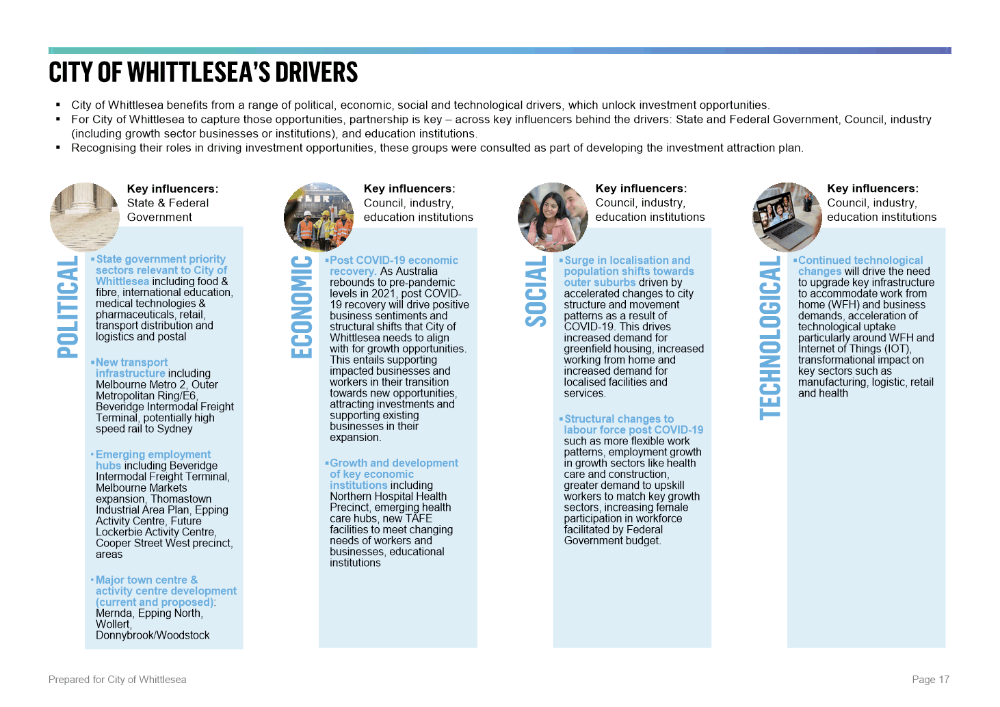 CITY OF WHITTLESEA'S DRIVERS
▪ City of Whittlesea benefits from a range of political, economic, social and technological drivers, which unlock investment opportunities.
▪ For City of Whittlesea to capture those opportunities, partnership is key – across key influencers behind the drivers: State and Federal Government, Council, industry
(including growth sector businesses or institutions), and education institutions.
▪ Recognising their roles in driving investment opportunities, these groups were consulted as part of developing the investment attraction plan.
Key influencers:
State & Federal
Government
POLITICAL
▪State government priority
sectors relevant to City of
Whittlesea including food &
fibre, international education,
medical technologies &
pharmaceuticals, retail,
transport distribution and
logistics and postal
▪New transport
infrastructure including
Melbourne Metro 2, Outer
Metropolitan Ring/E6,
Beveridge Intermodal Freight
Terminal, potentially high
speed rail to Sydney
• Emerging employment
hubs including Beveridge
Intermodal Freight Terminal,
Melbourne Markets
expansion, Thomastown
Industrial Area Plan, Epping
Activity Centre, Future
Lockerbie Activity Centre,
Cooper Street West precinct,
areas
• Major town centre &
activity centre development
(current and proposed):
Mernda, Epping North,
Wollert,
Donnybrook/Woodstock
Key influencers:
Council, industry,
education institutions
ECONOMIC
▪Post COVID-19 economic
recovery. As Australia
rebounds to pre-pandemic
levels in 2021, post COVID-
19 recovery will drive positive
business sentiments and
structural shifts that City of
Whittlesea needs to align
with for growth opportunities.
This entails supporting
impacted businesses and
workers in their transition
towards new opportunities,
attracting investments and
supporting existing
businesses in their
expansion.
▪Growth and development
of key economic
institutions including
Northern Hospital Health
Precinct, emerging health
care hubs, new TAFE
facilities to meet changing
needs of workers and
businesses, educational
institutions
Key influencers:
Council, industry,
education institutions
SOCIAL
▪Surge in localisation and
population shifts towards
outer suburbs driven by
accelerated changes to city
structure and movement
patterns as a result of
COVID-19. This drives
increased demand for
greenfield housing, increased
working from home and
increased demand for
localised facilities and
services.
▪Structural changes to
labour force post COVID-19
such as more flexible work
patterns, employment growth
in growth sectors like health
care and construction,
greater demand to upskill
workers to match key growth
sectors, increasing female
participation in workforce
facilitated by Federal
Government budget.
Key influencers:
Council, industry,
education institutions
TECHNOLOGICAL
▪Continued technological
changes will drive the need
to upgrade key infrastructure
to accommodate work from
home (WFH) and business
demands, acceleration of
technological uptake
particularly around WFH and
Internet of Things (IOT),
transformational impact on
key sectors such as
manufacturing, logistic, retail
and health
Prepared for City of Whittlesea
Page 17